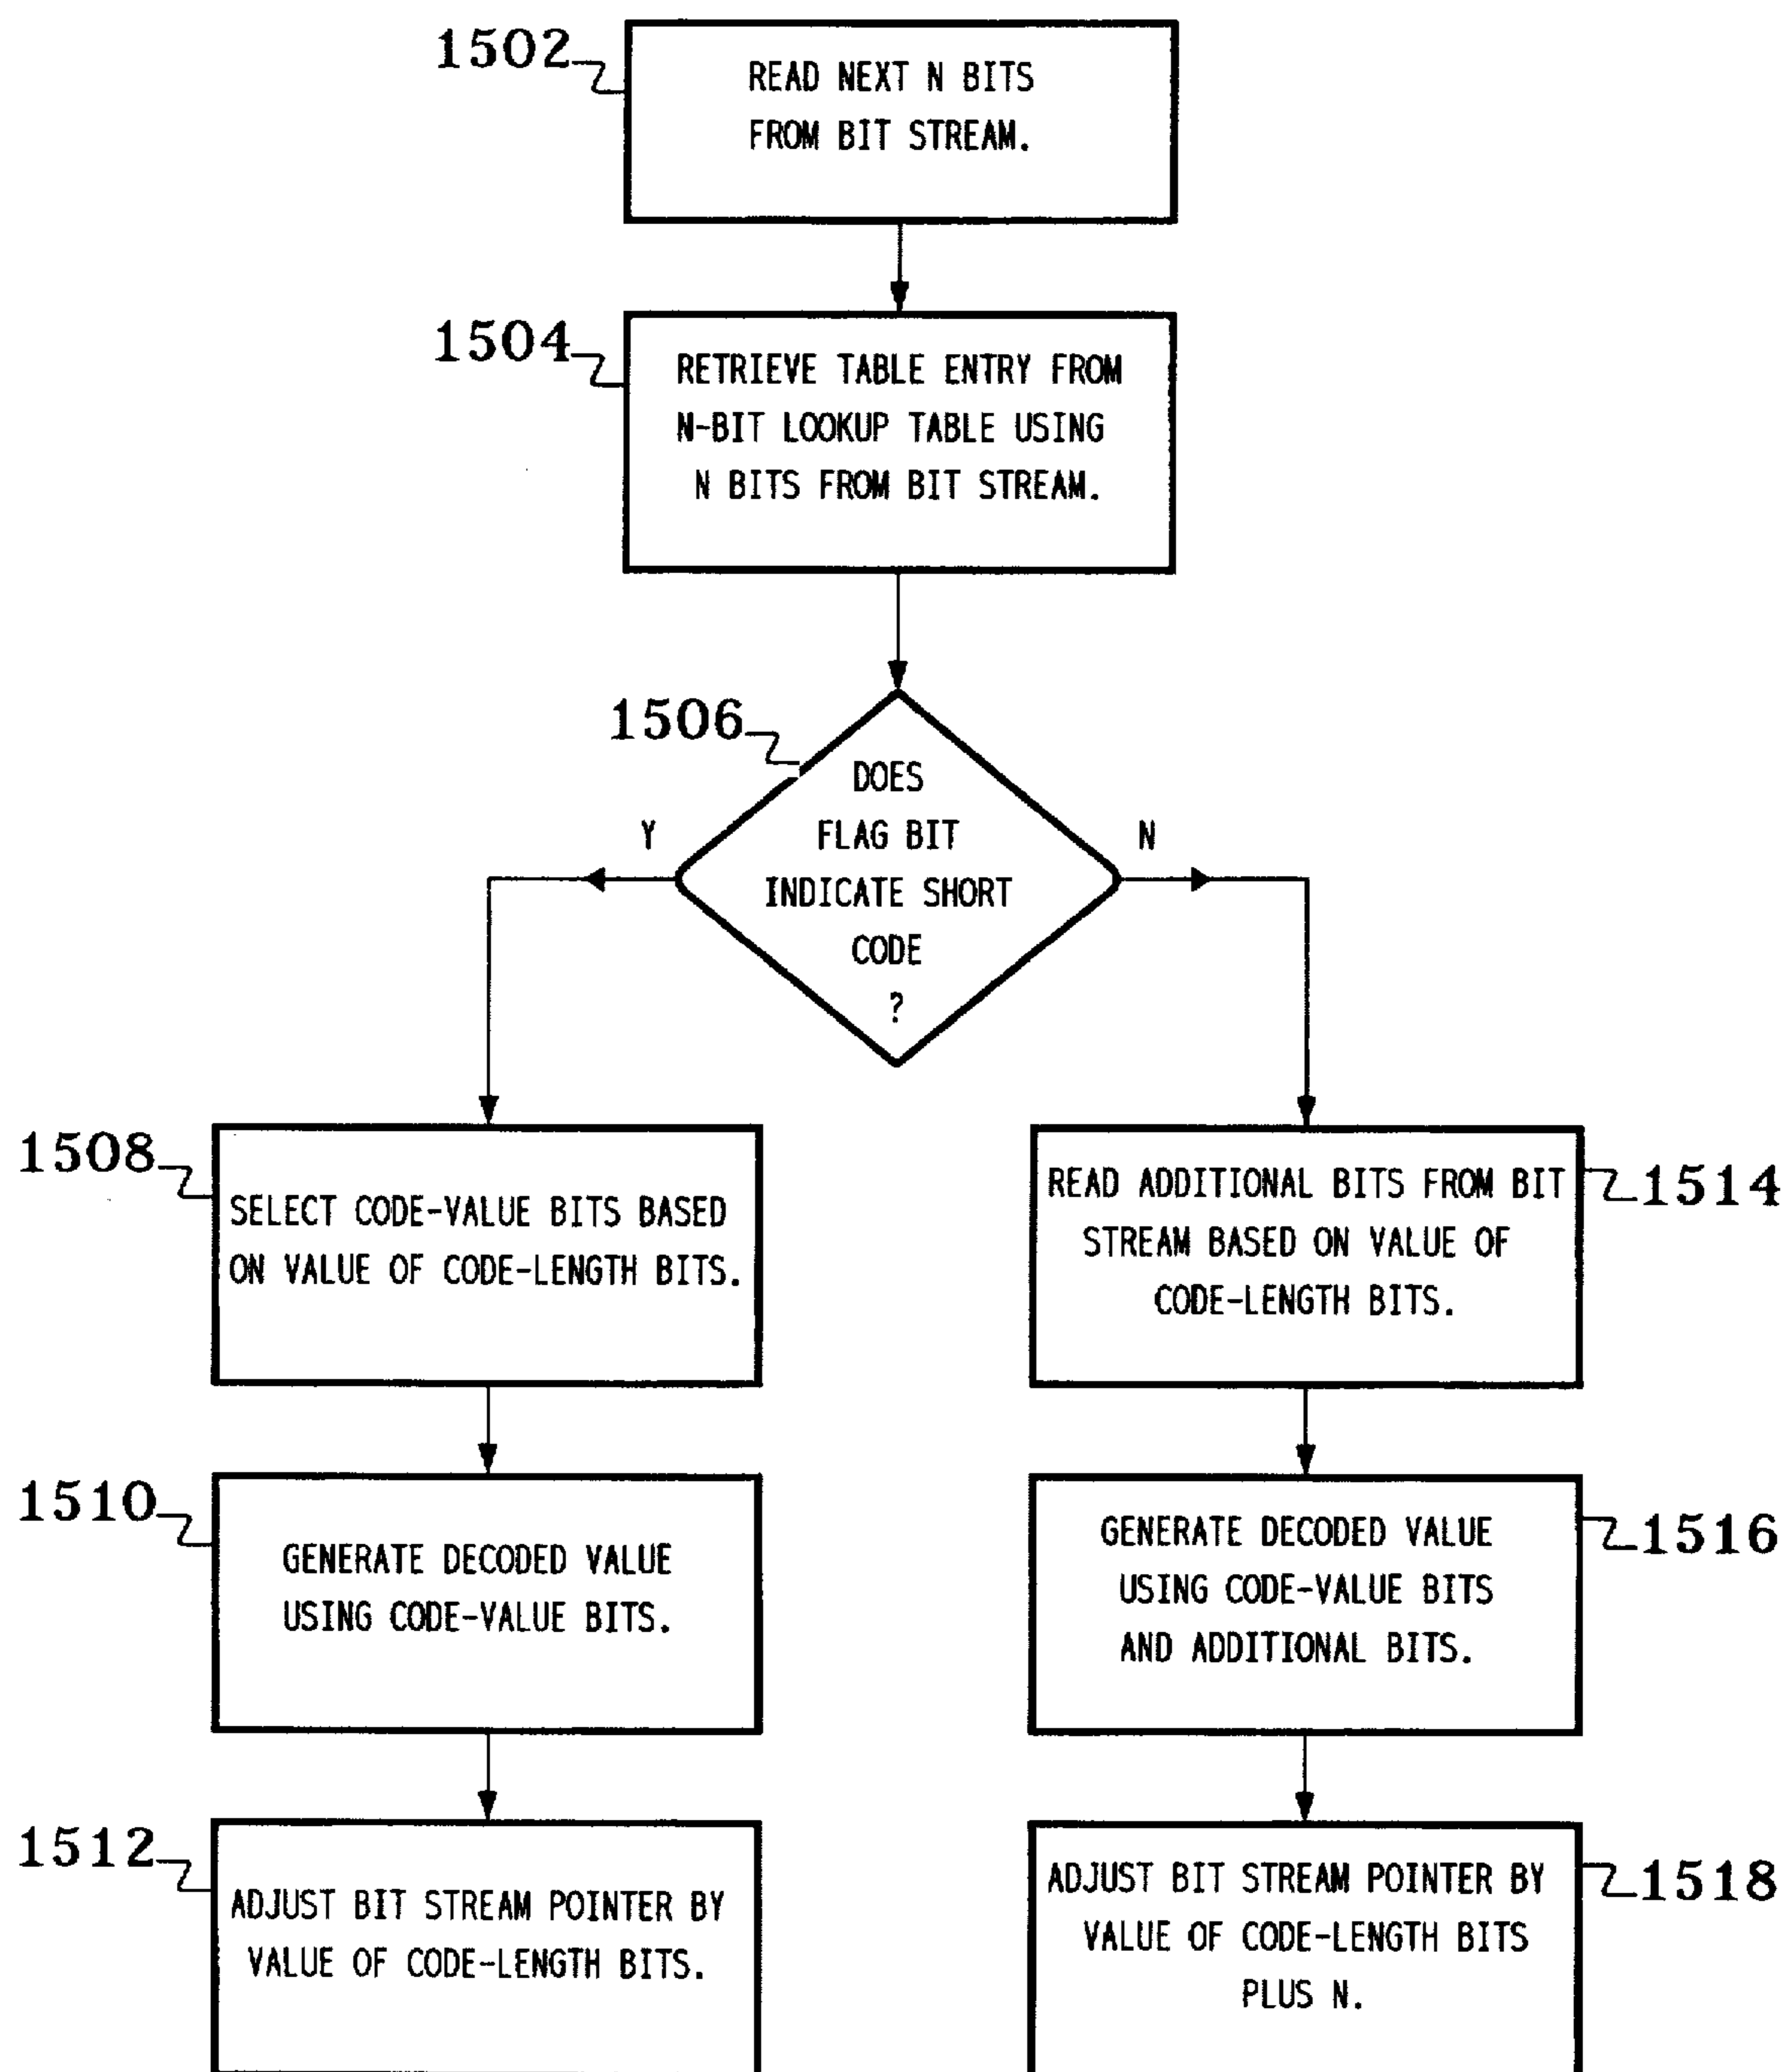 1502
READ NEXT N BITS
FROM BIT STREAM.
1504
RETRIEVE TABLE ENTRY FROM
N-BIT LOOKUP TABLE USING
N BITS FROM BIT STREAM.
1506
DOES
FLAG BIT
INDICATE SHORT
CODE
?
Y
N
1508
SELECT CODE-VALUE BITS BASED
ON VALUE OF CODE-LENGTH BITS.
1514
READ ADDITIONAL BITS FROM BIT
STREAM BASED ON VALUE OF
CODE-LENGTH BITS.
1510
GENERATE DECODED VALUE
USING CODE-VALUE BITS.
1516
GENERATE DECODED VALUE
USING CODE-VALUE BITS
AND ADDITIONAL BITS.
1512
ADJUST BIT STREAM POINTER BY
VALUE OF CODE-LENGTH BITS.
1518
ADJUST BIT STREAM POINTER BY
VALUE OF CODE-LENGTH BITS
PLUS N.